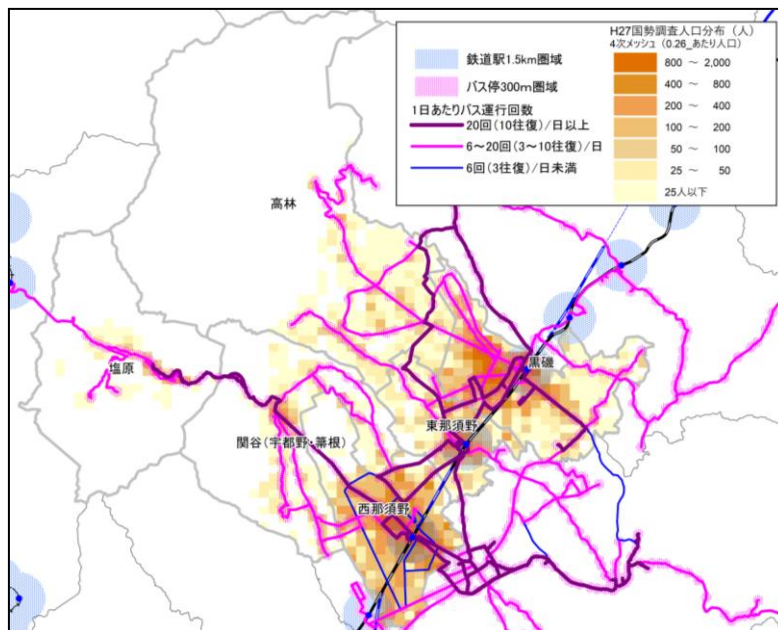 H27国勢調査人口分布（人）
4次メッシュ（0.26_あたり人口）
鉄道駅1.5km圏域
バス停300m圏域
1日あたりバス運行回数
20回(10往復)/日以上
6～20回(3～10往復)/日
6回(3往復)/日未満
800 ～ 2,000
400 ～ 800
200 ～ 400
100 ～ 200
50 ～ 100
25 ～ 50
25人以下
高林
塩原
黒磯
東那須野
関谷(宇都野・箒根)
西那須野